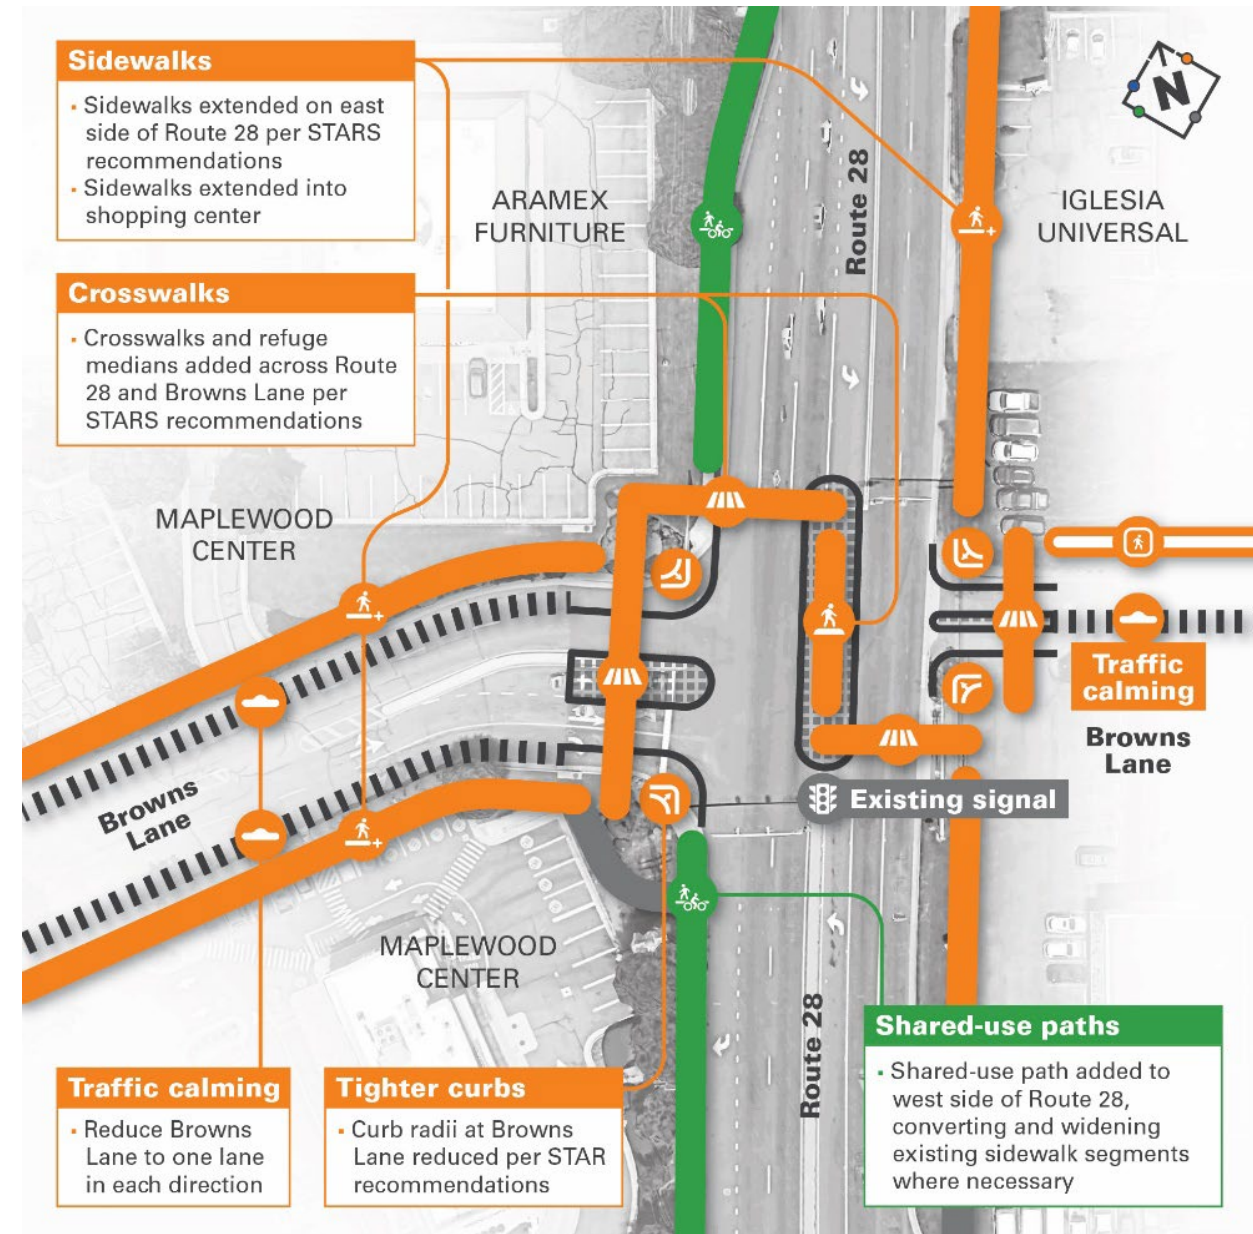 Sidewalks
· Sidewalks extended on east
side of Route 28 per STARS
recommendations
· Sidewalks extended into
shopping center
N
ARAMEX
FURNITURE
Route 28
IGLESIA
UNIVERSAL
Crosswalks
· Crosswalks and refuge
medians added across Route
28 and Browns Lane per
STARS recommendations
MAPLEWOOD
CENTER
Traffic
calming
Browns
Lane
Existing signal
Browns
Lane
MAPLEWOOD
CENTER
Route 28
Shared-use paths
· Shared-use path added to
west side of Route 28,
converting and widening
existing sidewalk segments
where necessary
Traffic calming
· Reduce Browns
Lane to one lane
in each direction
Tighter curbs
· Curb radii at Browns
Lane reduced per STAR
recommendations